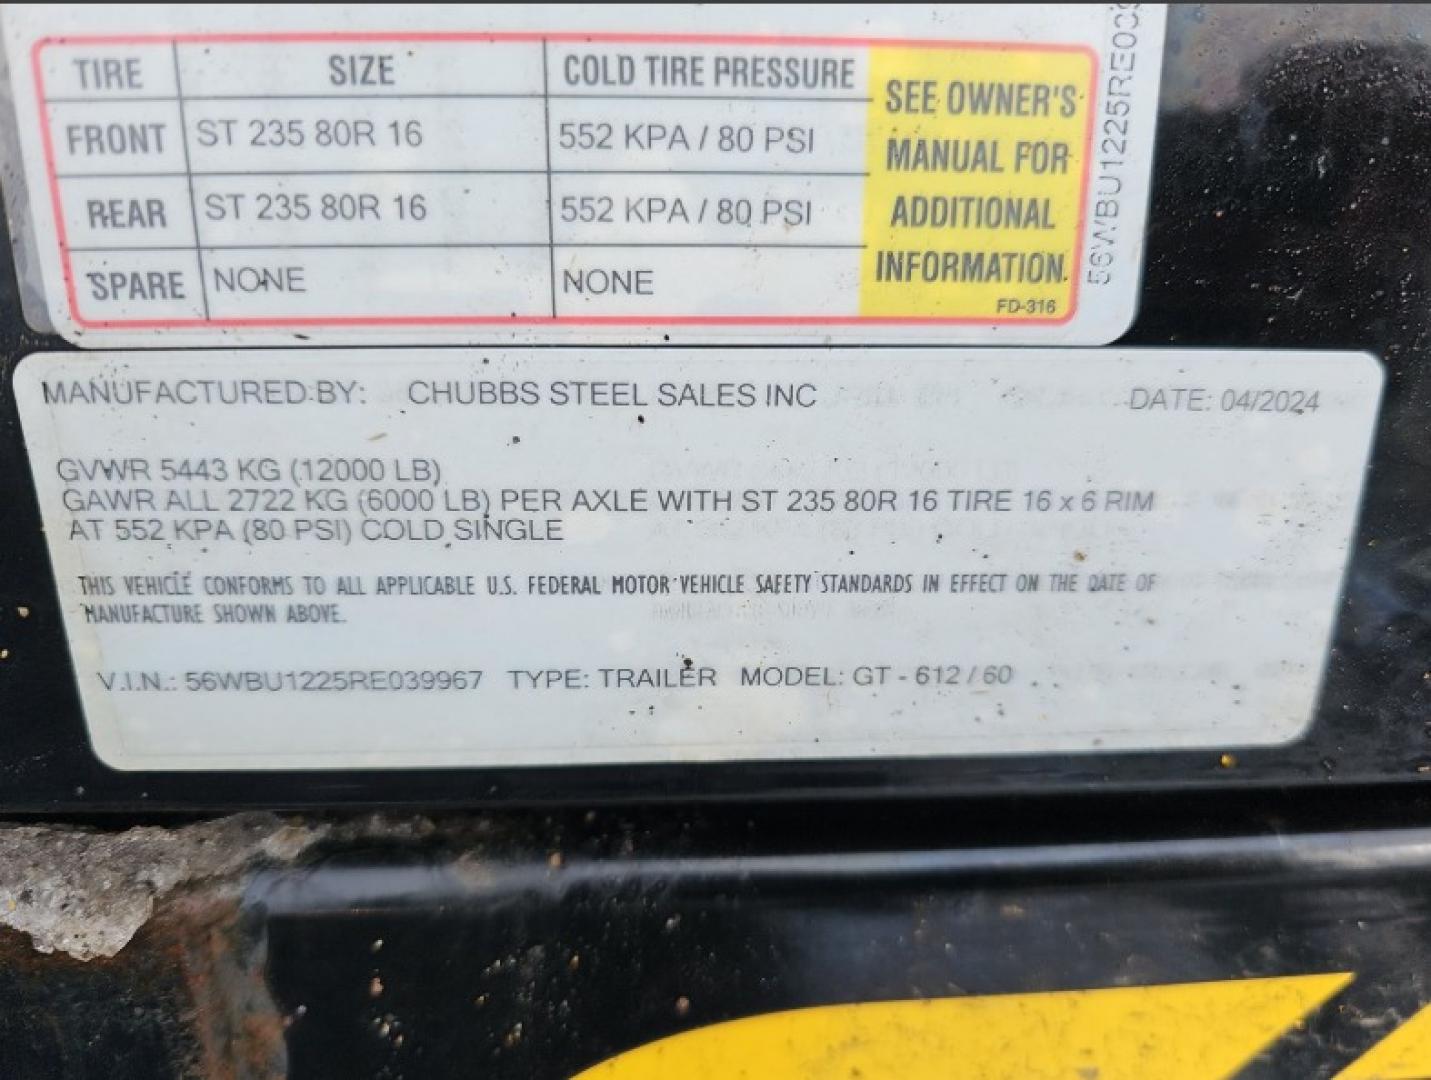 TIRE SIZE COLD TIRE PRESSURE
FRONT ST 235 80R 16 552 KPA / 80 PSI
REAR ST 235 80R 16 552 KPA / 80 PSI
SPARE NONE NONE
SEE OWNER'S
MANUAL FOR
ADDITIONAL
INFORMATION
FD-316
56WBU1225RE039
MANUFACTURED BY: CHUBBS STEEL SALES INC DATE: 04/2024
GVWR 5443 KG (12000 LB)
GAWR ALL 2722 KG (6000 LB) PER AXLE WITH ST 235 80R 16 TIRE 16 x 6 RIM
AT 552 KPA (80 PSI) COLD SINGLE
THIS VEHICLE CONFORMS TO ALL APPLICABLE U.S. FEDERAL MOTOR VEHICLE SAFETY STANDARDS IN EFFECT ON THE DATE OF
MANUFACTURE SHOWN ABOVE.
V.I.N.: 56WBU1225RE039967 TYPE: TRAILER MODEL: GT - 612 / 60